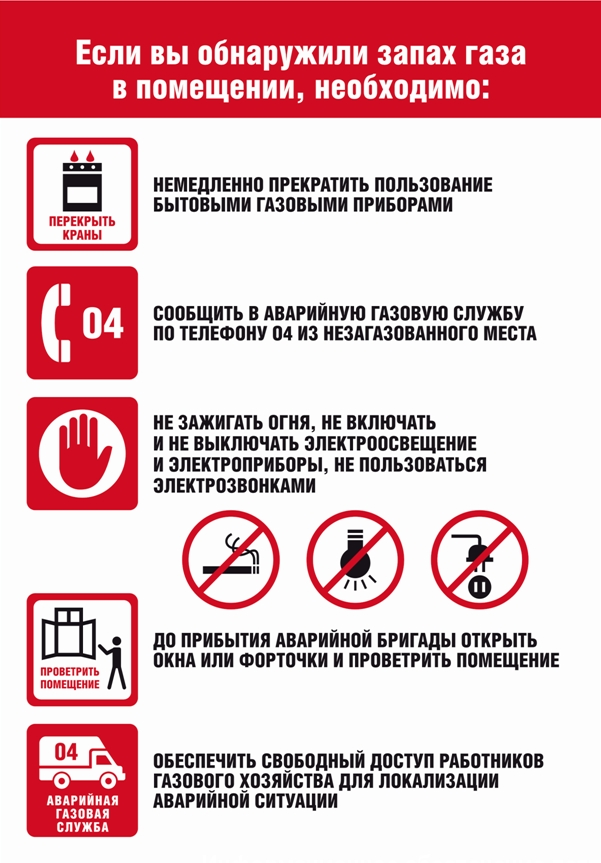 Если вы обнаружили запах газа
в помещении, необходимо:
ПЕРЕКРЫТЬ
КРАНЫ
НЕМЕДЛЕННО ПРЕКРАТИТЬ ПОЛЬЗОВАНИЕ
БЫТОВЫМИ ГАЗОВЫМИ ПРИБОРАМИ
04
СООБЩИТЬ В АВАРИЙНУЮ ГАЗОВУЮ СЛУЖБУ
ПО ТЕЛЕФОНУ 04 ИЗ НЕЗАГАЗОВАННОГО МЕСТА
НЕ ЗАЖИГАТЬ ОГНЯ, НЕ ВКЛЮЧАТЬ
И НЕ ВЫКЛЮЧАТЬ ЭЛЕКТРООСВЕЩЕНИЕ
И ЭЛЕКТРОПРИБОРЫ, НЕ ПОЛЬЗОВАТЬСЯ
ЭЛЕКТРОЗВОНКАМИ
ПРОВЕТРИТЬ
ПОМЕЩЕНИЕ
ДО ПРИБЫТИЯ АВАРИЙНОЙ БРИГАДЫ ОТКРЫТЬ
ОКНА ИЛИ ФОРТОЧКИ И ПРОВЕТРИТЬ ПОМЕЩЕНИЕ
04
АВАРИЙНАЯ
ГАЗОВАЯ
СЛУЖБА
ОБЕСПЕЧИТЬ СВОБОДНЫЙ ДОСТУП РАБОТНИКОВ
ГАЗОВОГО ХОЗЯЙСТВА ДЛЯ ЛОКАЛИЗАЦИИ
АВАРИЙНОЙ СИТУАЦИИ